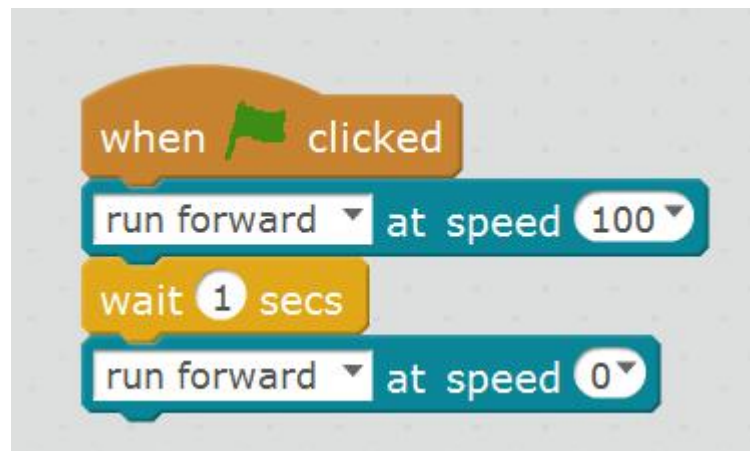 when clicked
run forward at speed 100
wait 1 secs
run forward at speed 0